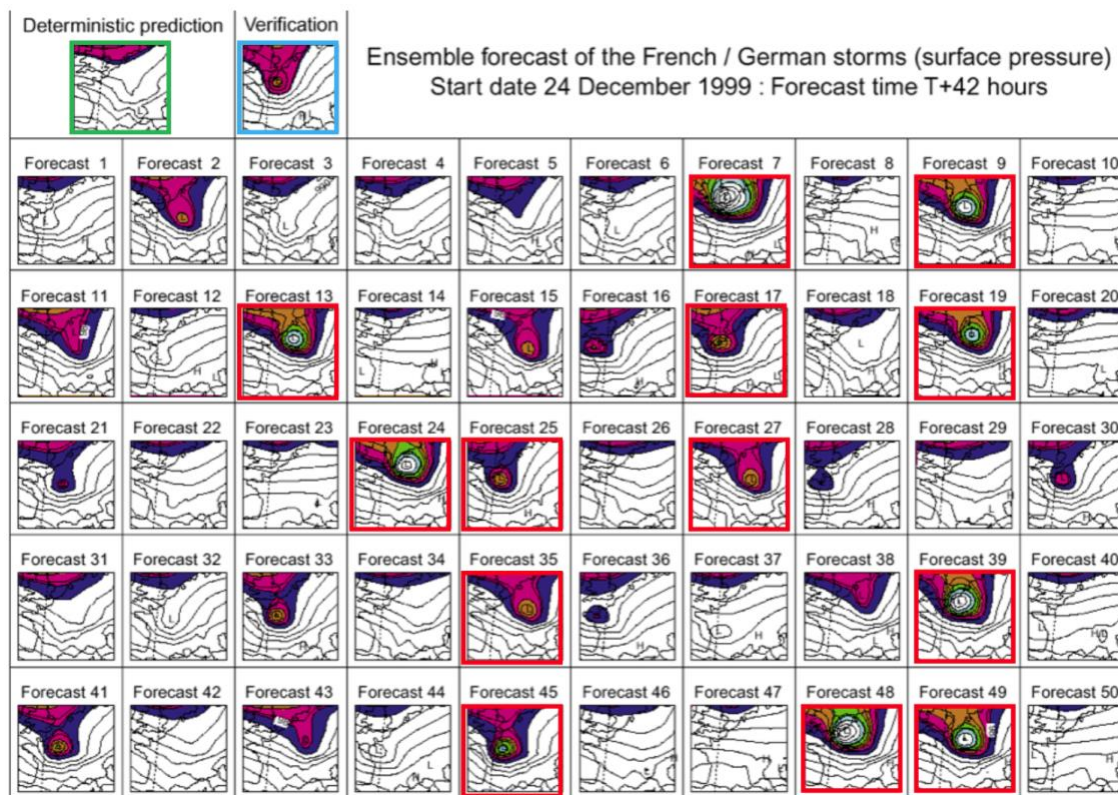 Deterministic prediction
Verification
Ensemble forecast of the French / German storms (surface pressure)
Start date 24 December 1999 : Forecast time T+42 hours
Forecast 1
Forecast 2
Forecast 3
Forecast 4
Forecast 5
Forecast 6
Forecast 7
Forecast 8
Forecast 9
Forecast 10
Forecast 11
Forecast 12
Forecast 13
Forecast 14
Forecast 15
Forecast 16
Forecast 17
Forecast 18
Forecast 19
Forecast 20
Forecast 21
Forecast 22
Forecast 23
Forecast 24
Forecast 25
Forecast 26
Forecast 27
Forecast 28
Forecast 29
Forecast 30
Forecast 31
Forecast 32
Forecast 33
Forecast 34
Forecast 35
Forecast 36
Forecast 37
Forecast 38
Forecast 39
Forecast 40
Forecast 41
Forecast 42
Forecast 43
Forecast 44
Forecast 45
Forecast 46
Forecast 47
Forecast 48
Forecast 49
Forecast 50